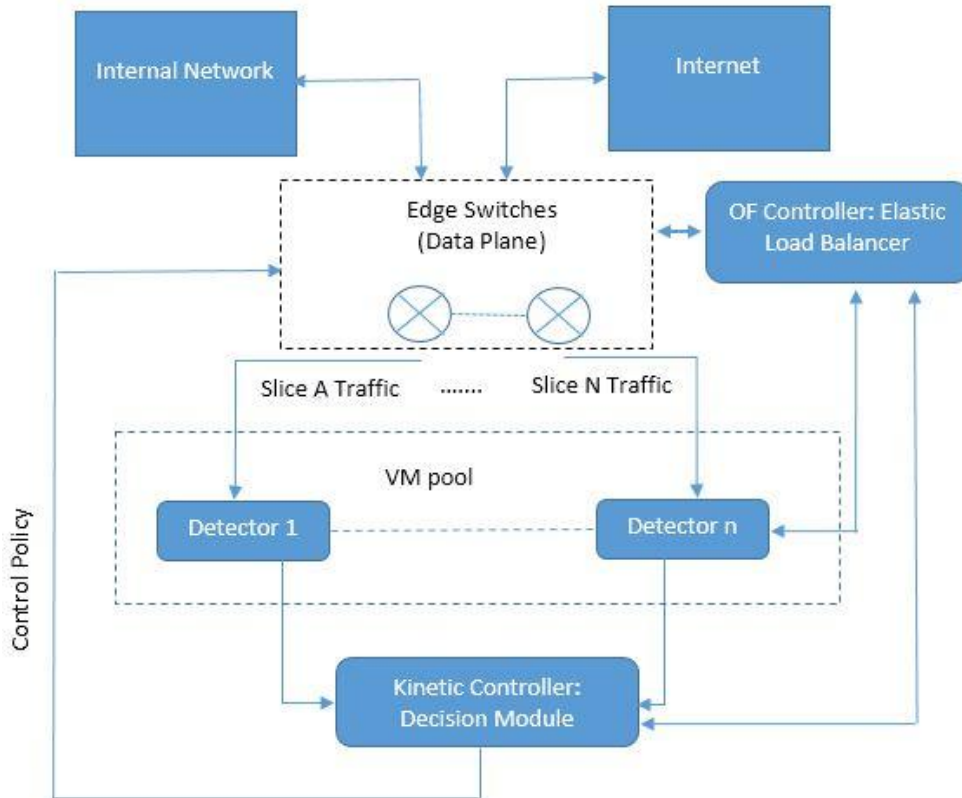 Internal Network
Internet
Edge Switches
(Data Plane)
OF Controller: Elastic
Load Balancer
Slice A Traffic
.......
Slice N Traffic
VM pool
Detector 1
Detector n
Control Policy
Kinetic Controller:
Decision Module